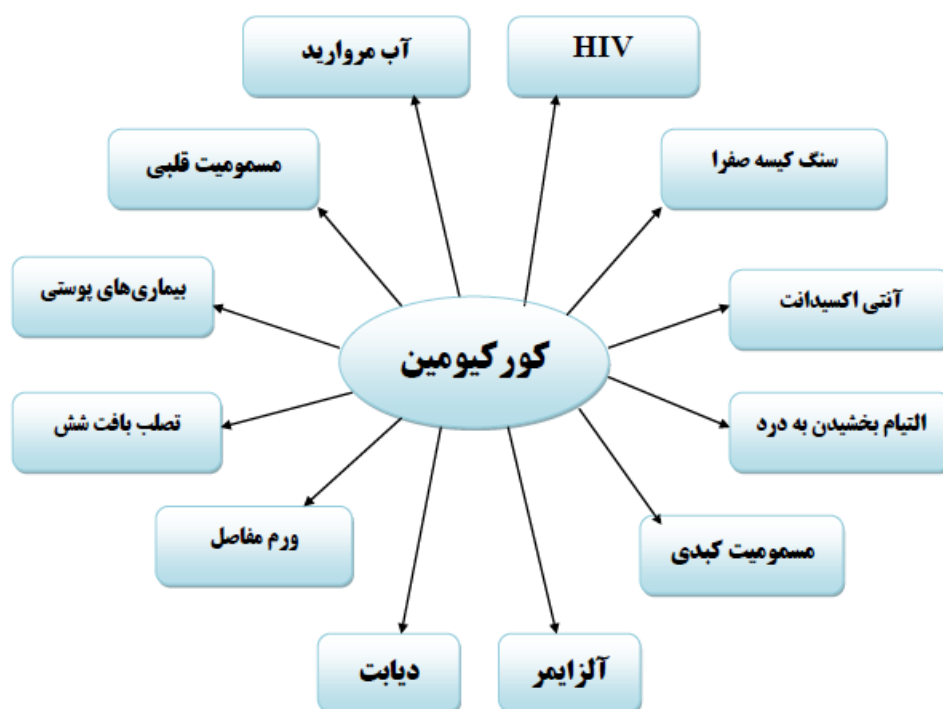 HIV
آب مروارید
سنگ کیسه صفرا
مسمومیت قلبی
آنتی اکسیدانت
بیماری‌های پوستی
کورکیومین
التیام بخشیدن به درد
تصلب بافت شش
مسمومیت کبدی
ورم مفاصل
آلزایمر
دیابت